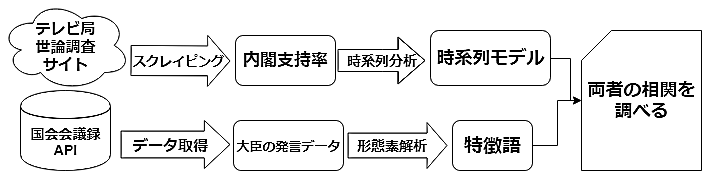 テレビ局
世論調査
サイト
スクレイピング
内閣支持率
時系列分析
時系列モデル
両者の相関を
調べる
国会会議録
API
データ取得
大臣の発言データ
形態素解析
特徴語